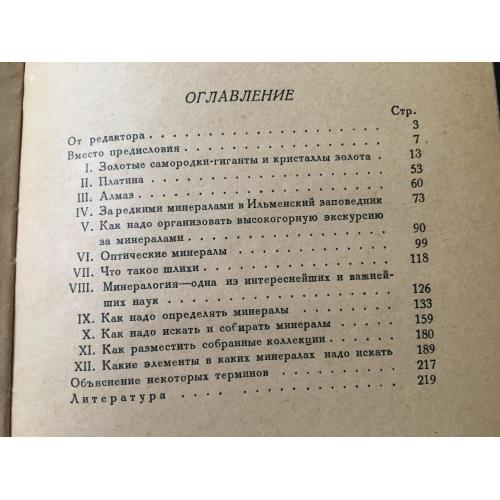 ОГЛАВЛЕНИЕ
Стр.
От редактора . . . . . . . . . . . . . . . . . . . . 3
Вместо предисловия . . . . . . . . . . . . . . . . . 7
I. Золотые самородки-гиганты и кристаллы золота . 13
II. Платина . . . . . . . . . . . . . . . . . . . . 53
III. Алмаз . . . . . . . . . . . . . . . . . . . . 60
IV. За редкими минералами в Ильменский заповедник 73
V. Как надо организовать высокогорную экскурсию
за минералами . . . . . . . . . . . . . . . . . . 90
VI. Оптические минералы . . . . . . . . . . . . . . 99
VII. Что такое шлихи . . . . . . . . . . . . . . . 118
VIII. Минералогия—одна из интереснейших и важней-
ших наук . . . . . . . . . . . . . . . . . . . . 126
IX. Как надо определять минералы . . . . . . . . . 133
X. Как надо искать и собирать минералы . . . . . . 159
XI. Как разместить собранные коллекции . . . . . . 180
XII. Какие элементы в каких минералах надо искать 189
Объяснение некоторых терминов . . . . . . . . . . . 217
Литература . . . . . . . . . . . . . . . . . . . . 219